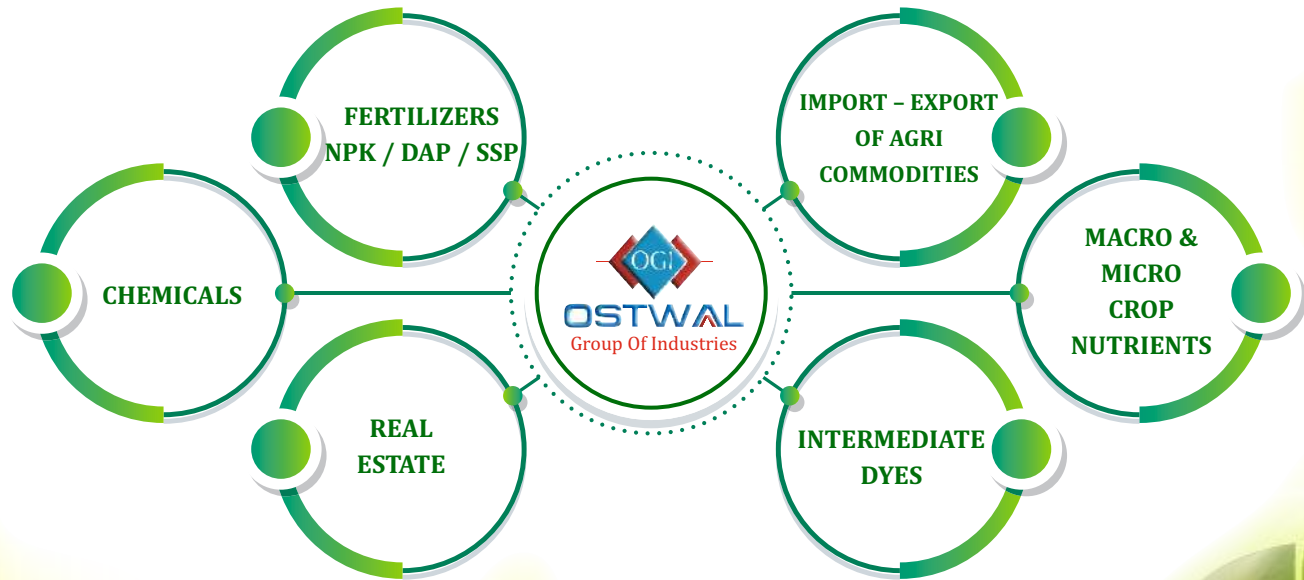 FERTILIZERS
NPK / DAP / SSP
IMPORT – EXPORT
OF AGRI
COMMODITIES
CHEMICALS
OGI
OSTWAL
Group Of Industries
MACRO &
MICRO
CROP
NUTRIENTS
REAL
ESTATE
INTERMEDIATE
DYES